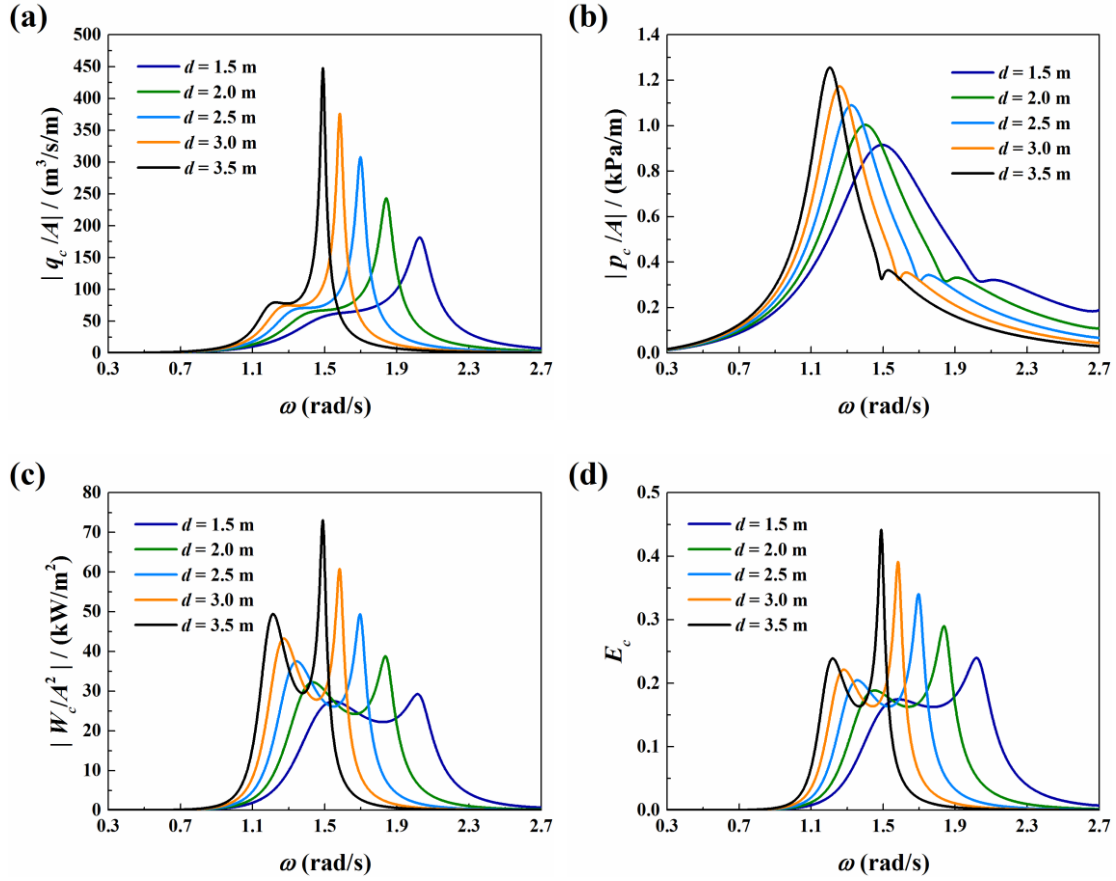 (a)
| q_c /A| / (m³/s/m)
500
450
400
350
300
250
200
150
100
50
0
d = 1.5 m
d = 2.0 m
d = 2.5 m
d = 3.0 m
d = 3.5 m
0.3 0.7 1.1 1.5 1.9 2.3 2.7
ω (rad/s)
(b)
| p_c /A| / (kPa/m)
1.4
1.2
1.0
0.8
0.6
0.4
0.2
0.0
d = 1.5 m
d = 2.0 m
d = 2.5 m
d = 3.0 m
d = 3.5 m
0.3 0.7 1.1 1.5 1.9 2.3 2.7
ω (rad/s)
(c)
| W_c/A² | / (kW/m²)
80
70
60
50
40
30
20
10
0
d = 1.5 m
d = 2.0 m
d = 2.5 m
d = 3.0 m
d = 3.5 m
0.3 0.7 1.1 1.5 1.9 2.3 2.7
ω (rad/s)
(d)
E_c
0.5
0.4
0.3
0.2
0.1
0.0
d = 1.5 m
d = 2.0 m
d = 2.5 m
d = 3.0 m
d = 3.5 m
0.3 0.7 1.1 1.5 1.9 2.3 2.7
ω (rad/s)